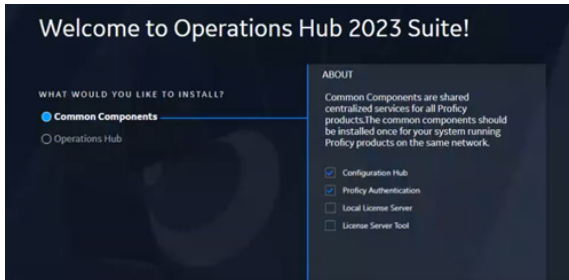 Welcome to Operations Hub 2023 Suite!
WHAT WOULD YOU LIKE TO INSTALL?
Common Components
Operations Hub
ABOUT
Common Components are shared
centralized services for all Proficy
products.The common components should
be installed once for your system running
Proficy products on the same network.
Configuration Hub
Proficy Authentication
Local License Server
License Server Tool